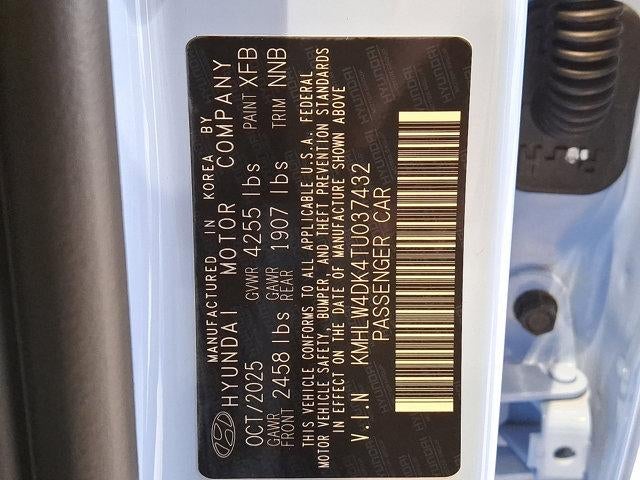 MANUFACTURED IN KOREA BY
HYUNDAI MOTOR COMPANY
OCT/2025 GVWR 4255 lbs PAINT XFB
GAWR FRONT 2458 lbs GAWR REAR 1907 lbs TRIM NNB
THIS VEHICLE CONFORMS TO ALL APPLICABLE U.S.A. FEDERAL
MOTOR VEHICLE SAFETY, BUMPER, AND THEFT PREVENTION STANDARDS
IN EFFECT ON THE DATE OF MANUFACTURE SHOWN ABOVE
V.I.N KMHLW4DK4TU037432
PASSENGER CAR